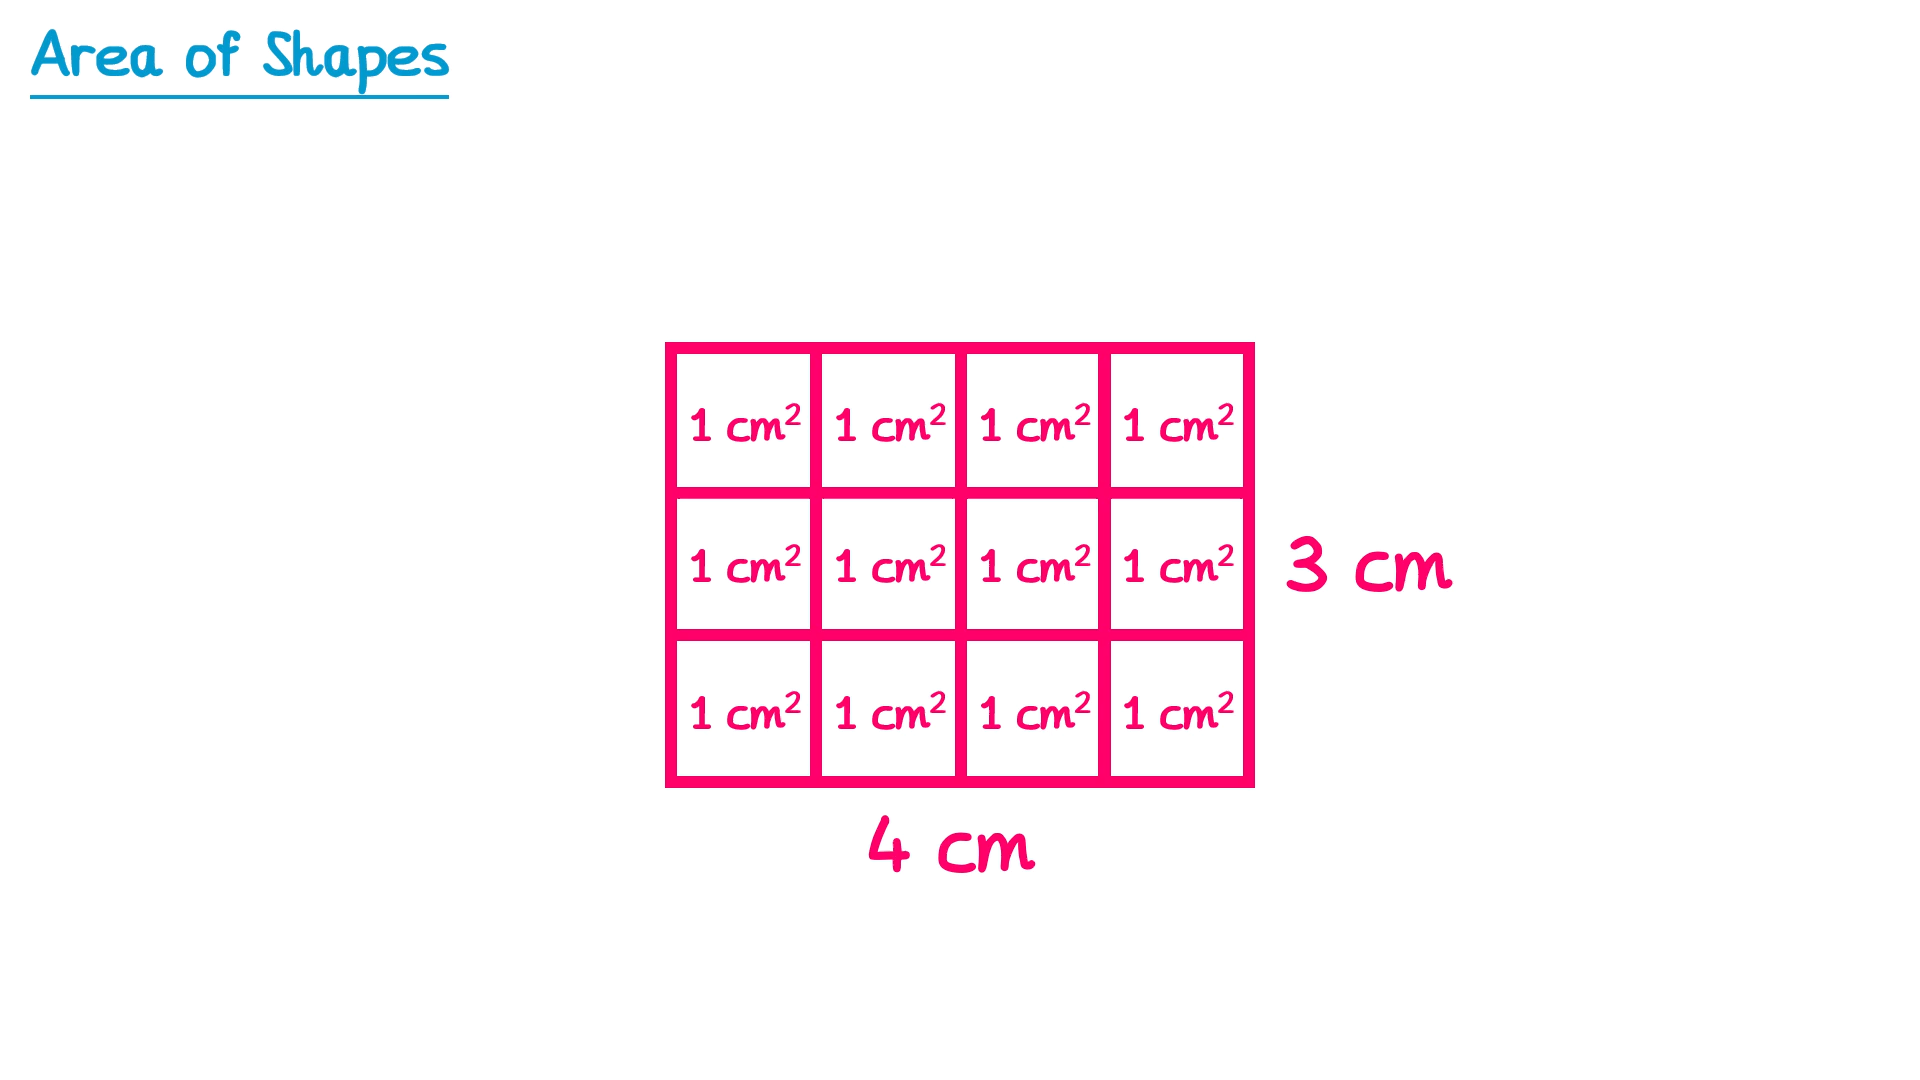 Area of Shapes
1 cm² 1 cm² 1 cm² 1 cm²
1 cm² 1 cm² 1 cm² 1 cm²
3 cm
1 cm² 1 cm² 1 cm² 1 cm²
4 cm